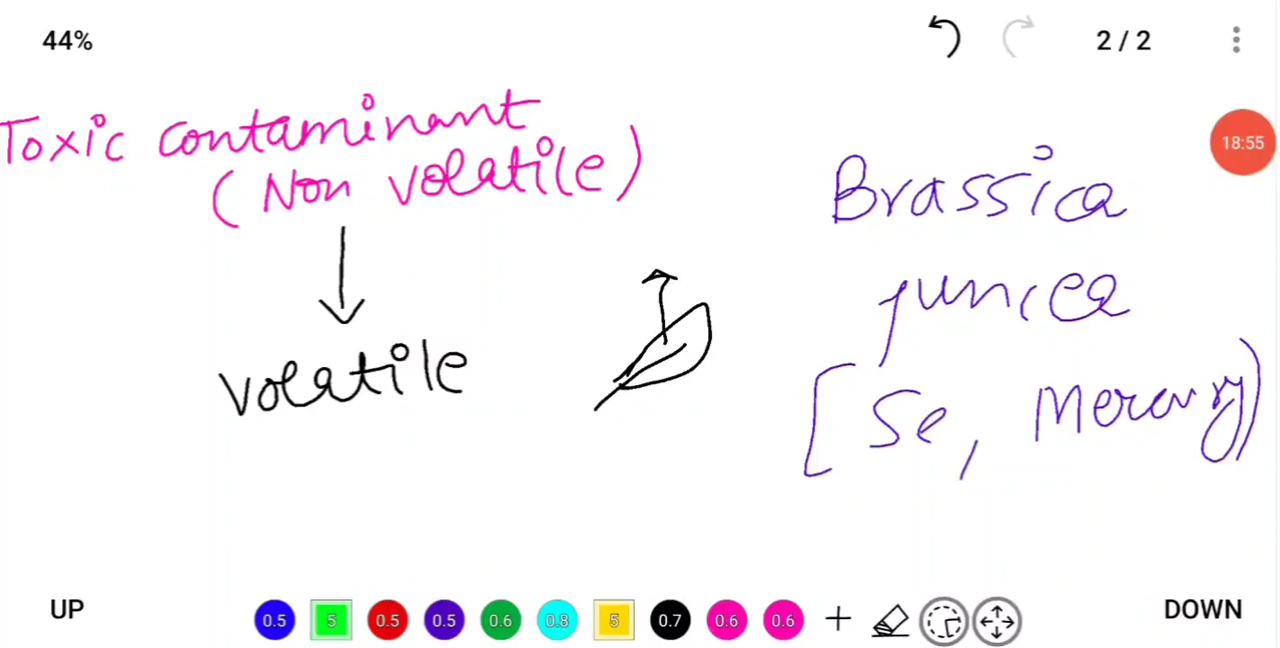 44%
2 / 2
18:55
Toxic contaminant
(Non volatile)
volatile
Brassica
junicea
[Se, Mercury)
UP
0.5 5 0.5 0.5 0.6 0.8 5 0.7 0.6 0.6
DOWN